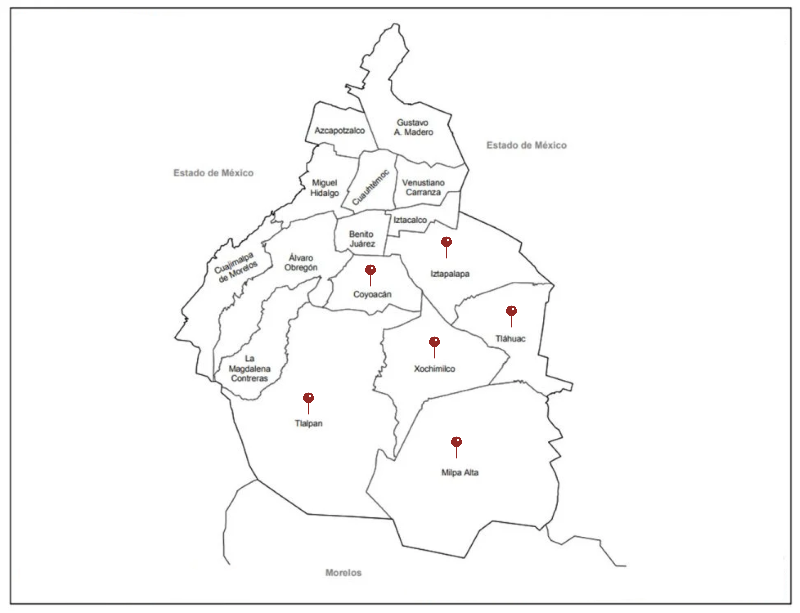 Gustavo
A. Madero
Azcapotzalco
Estado de México
Estado de México
Miguel
Hidalgo
Cuauhtémoc
Venustiano
Carranza
Iztacalco
Benito
Juárez
Cuajimalpa
de Morelos
Álvaro
Obregón
Iztapalapa
Coyoacán
Tláhuac
La
Magdalena
Contreras
Xochimilco
Tlalpan
Milpa Alta
Morelos